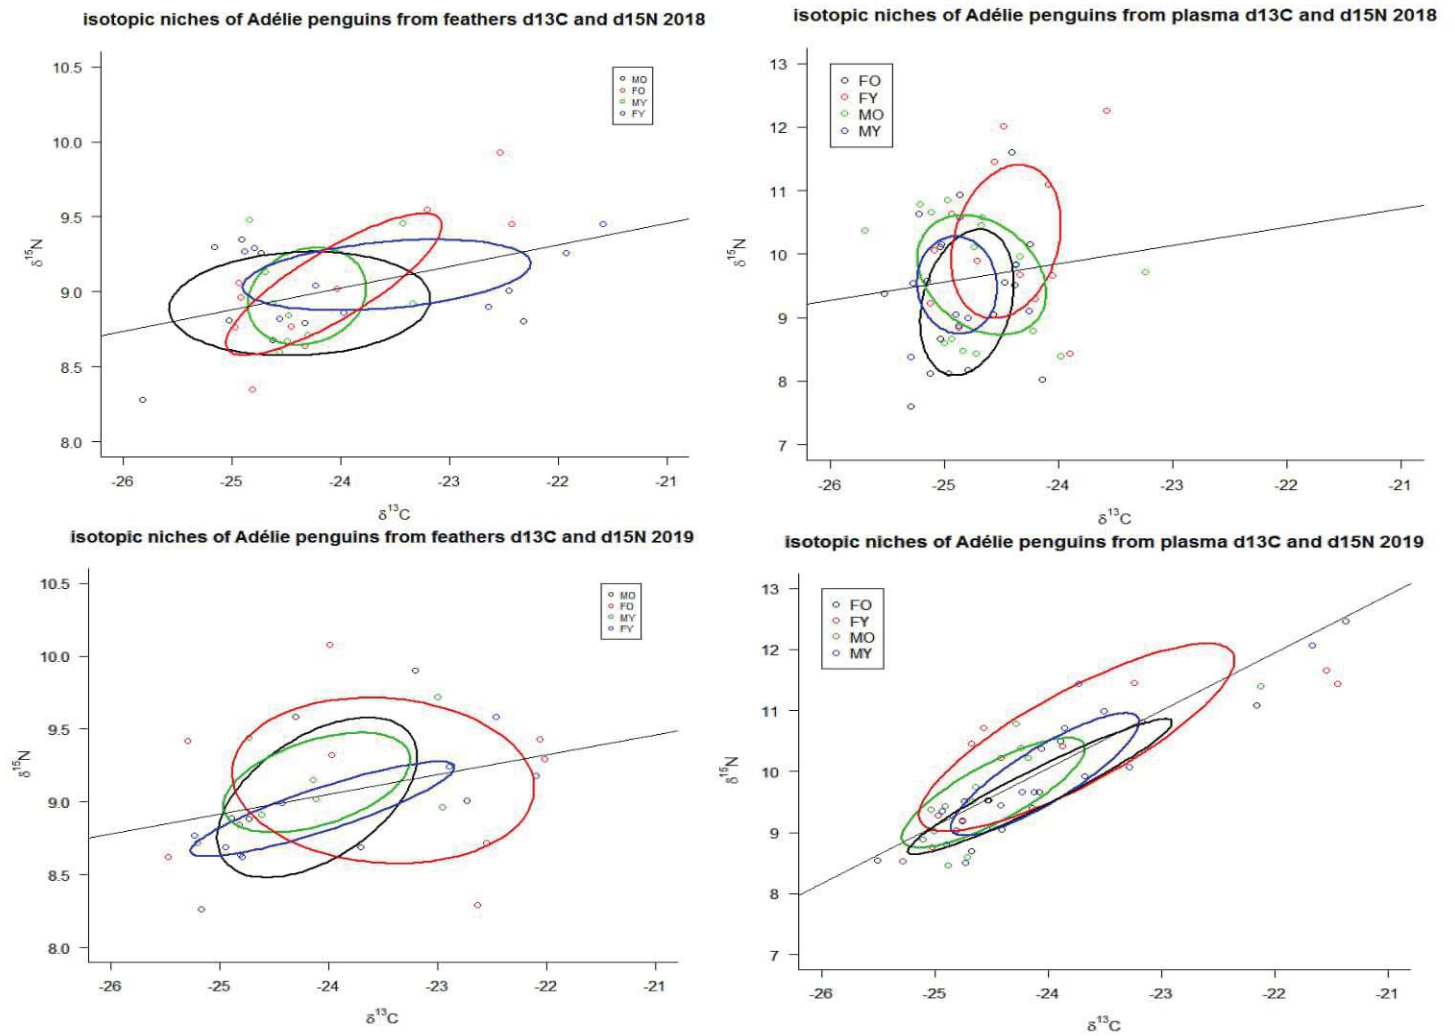 isotopic niches of Adélie penguins from feathers d13C and d15N 2018
10.5
10.0
9.5
9.0
8.5
8.0
δ15N
MO
FO
MY
FY
-26
-25
-24
-23
-22
-21
δ13C
isotopic niches of Adélie penguins from plasma d13C and d15N 2018
13
12
11
10
9
8
7
δ15N
FO
FY
MO
MY
-26
-25
-24
-23
-22
-21
δ13C
isotopic niches of Adélie penguins from feathers d13C and d15N 2019
10.5
10.0
9.5
9.0
8.5
8.0
δ15N
MO
FO
MY
FY
-26
-25
-24
-23
-22
-21
δ13C
isotopic niches of Adélie penguins from plasma d13C and d15N 2019
13
12
11
10
9
8
7
δ15N
FO
FY
MO
MY
-26
-25
-24
-23
-22
-21
δ13C